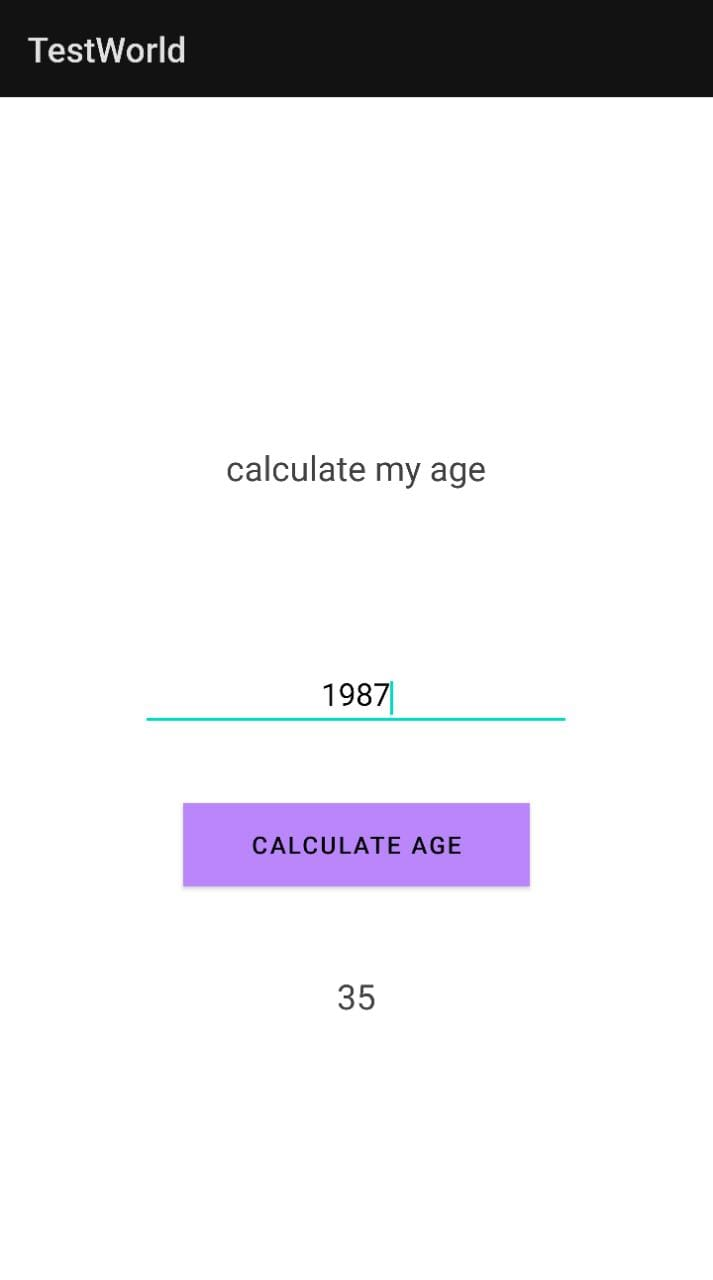 TestWorld
calculate my age
1987
CALCULATE AGE
35